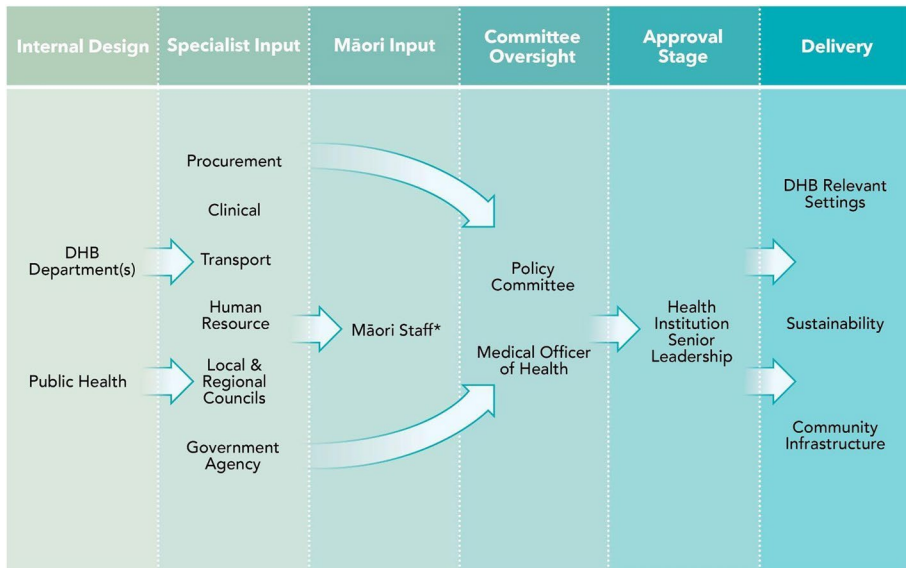 Internal Design
Specialist Input
Māori Input
Committee
Oversight
Approval
Stage
Delivery
DHB
Department(s)
Public Health
Procurement
Clinical
Transport
Human
Resource
Local &
Regional
Councils
Government
Agency
Māori Staff*
Policy
Committee
Medical Officer
of Health
Health
Institution
Senior
Leadership
DHB Relevant
Settings
Sustainability
Community
Infrastructure